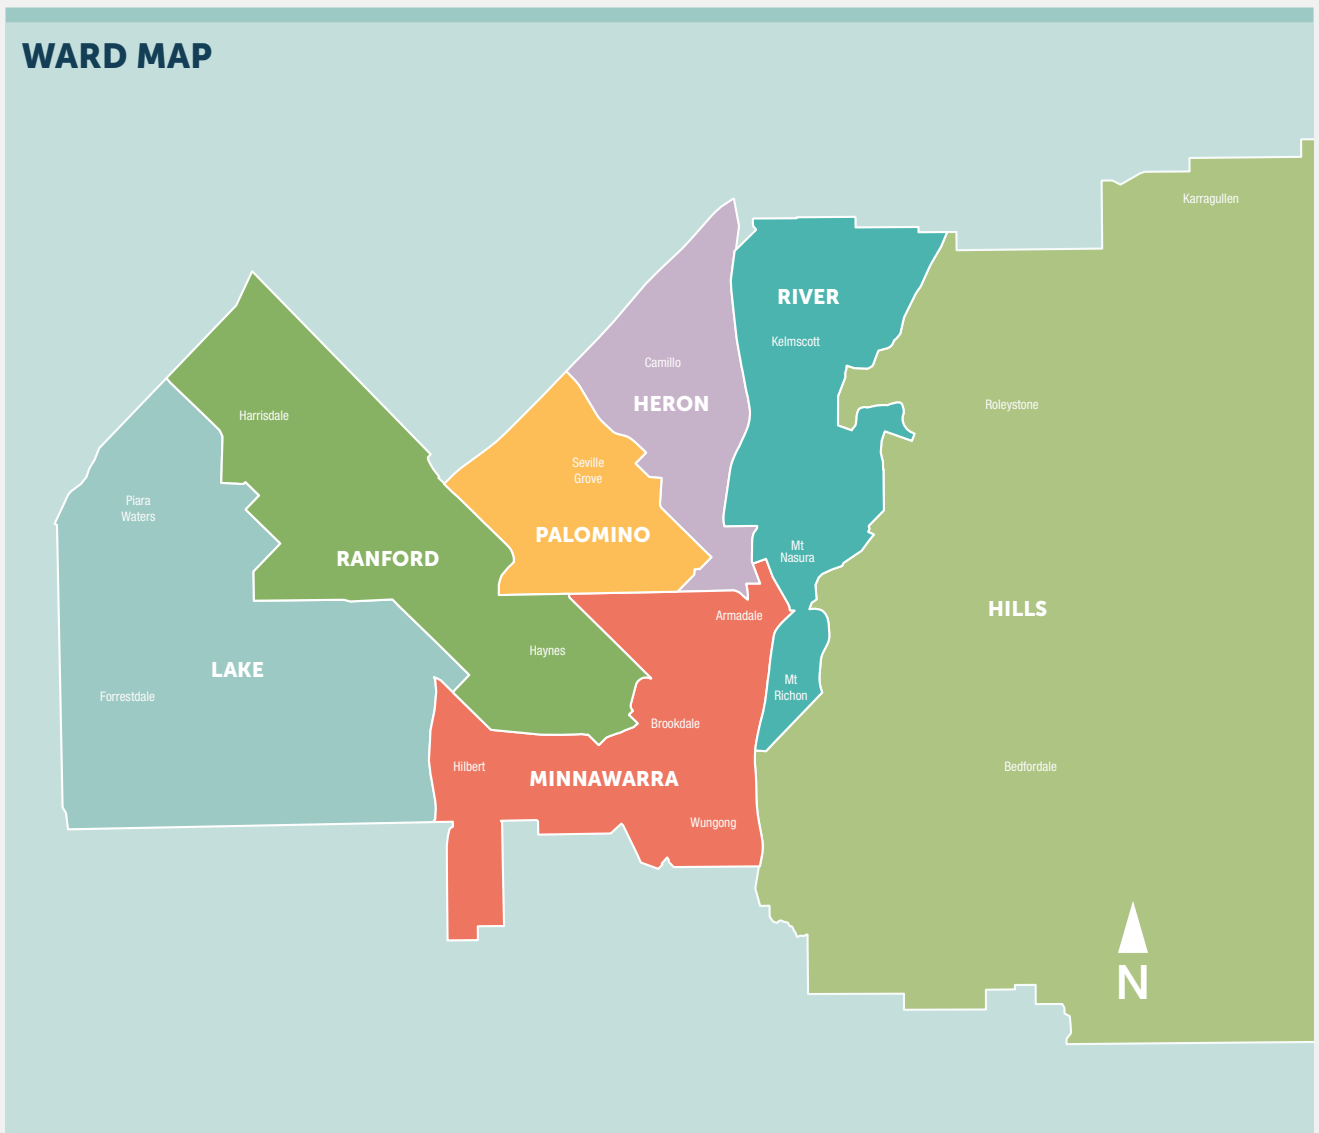 WARD MAP
Karragullen
RIVER
Kelmscott
Camillo
HERON
Roleystone
Harrisdale
Seville
Grove
Piara
Waters
PALOMINO
RANFORD
Mt
Nasura
HILLS
Armadale
Haynes
LAKE
Mt
Richon
Forrestdale
Brookdale
Hilbert
MINNAWARRA
Bedfordale
Wungong
N